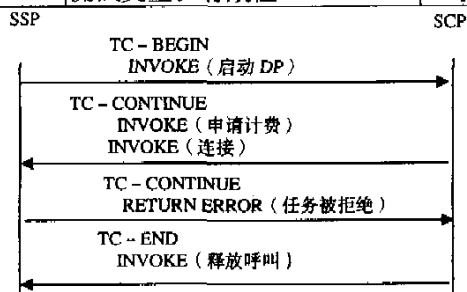 SSP
SCP
TC - BEGIN
INVOKE ( 启动 DP )
TC - CONTINUE
INVOKE ( 申请计费 )
INVOKE ( 连接 )
TC - CONTINUE
RETURN ERROR ( 任务被拒绝 )
TC - END
INVOKE ( 释放呼叫 )